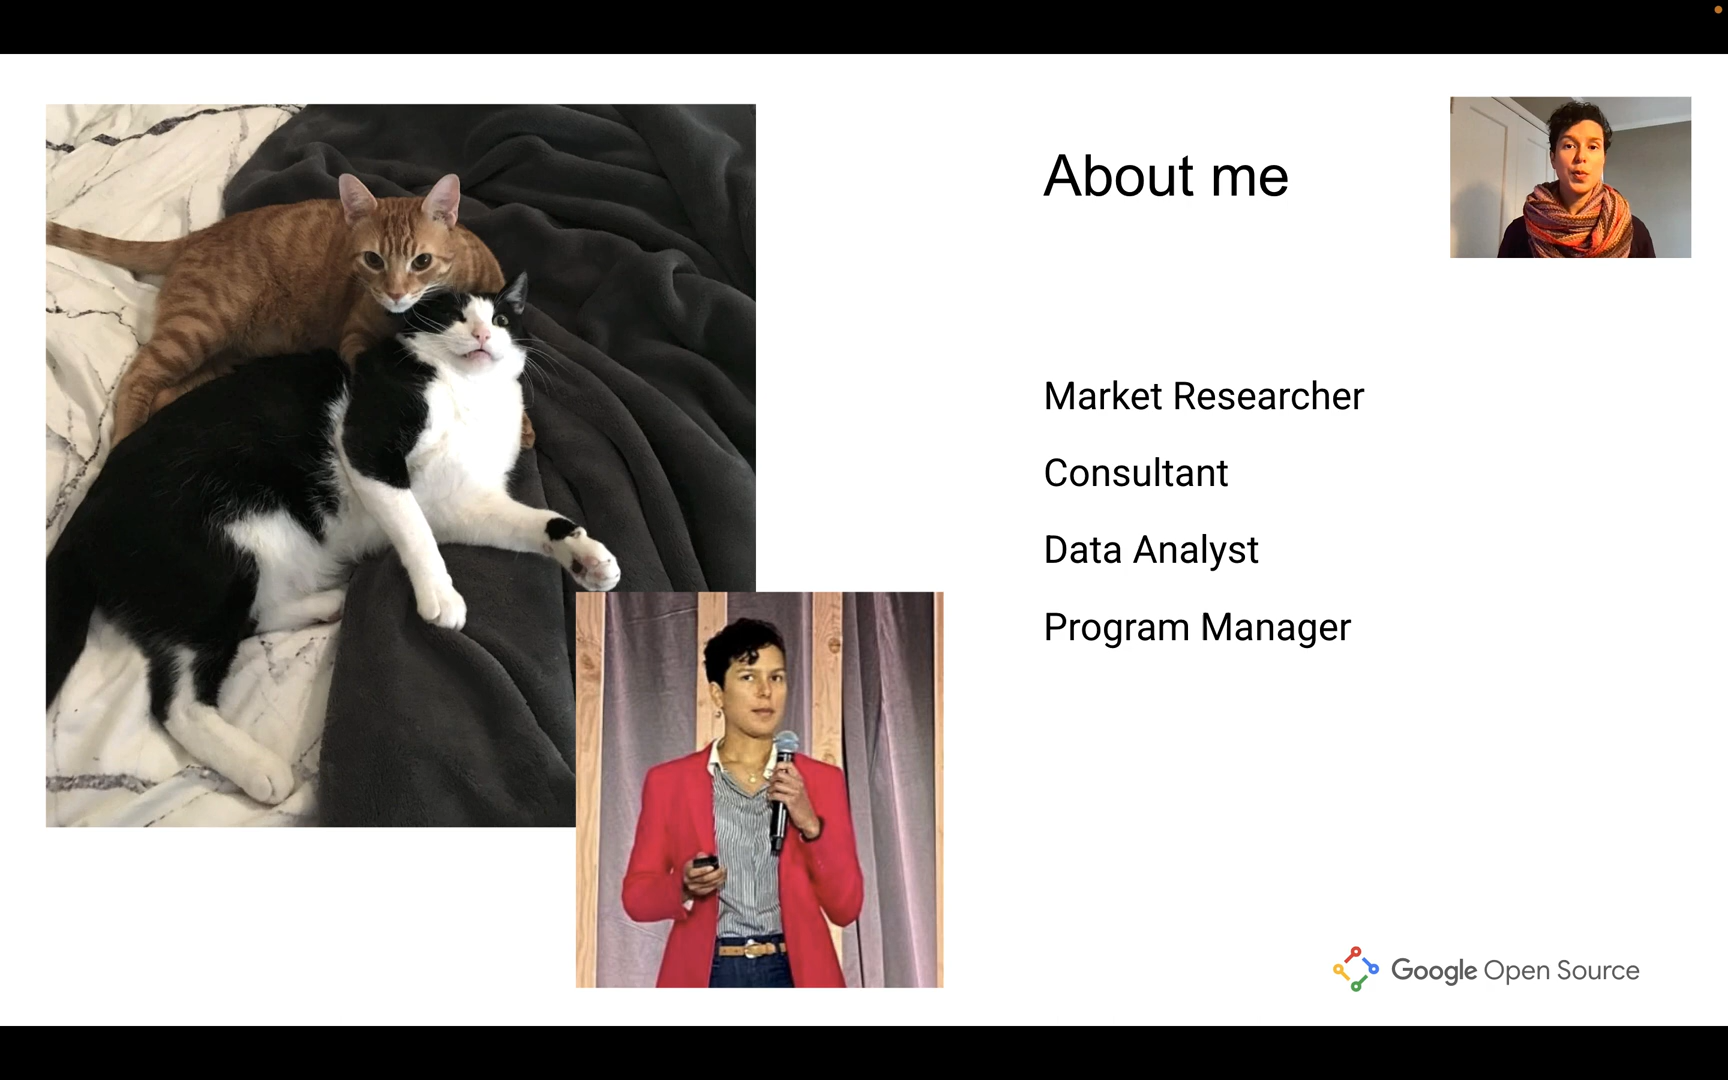 About me
Market Researcher
Consultant
Data Analyst
Program Manager
Google Open Source